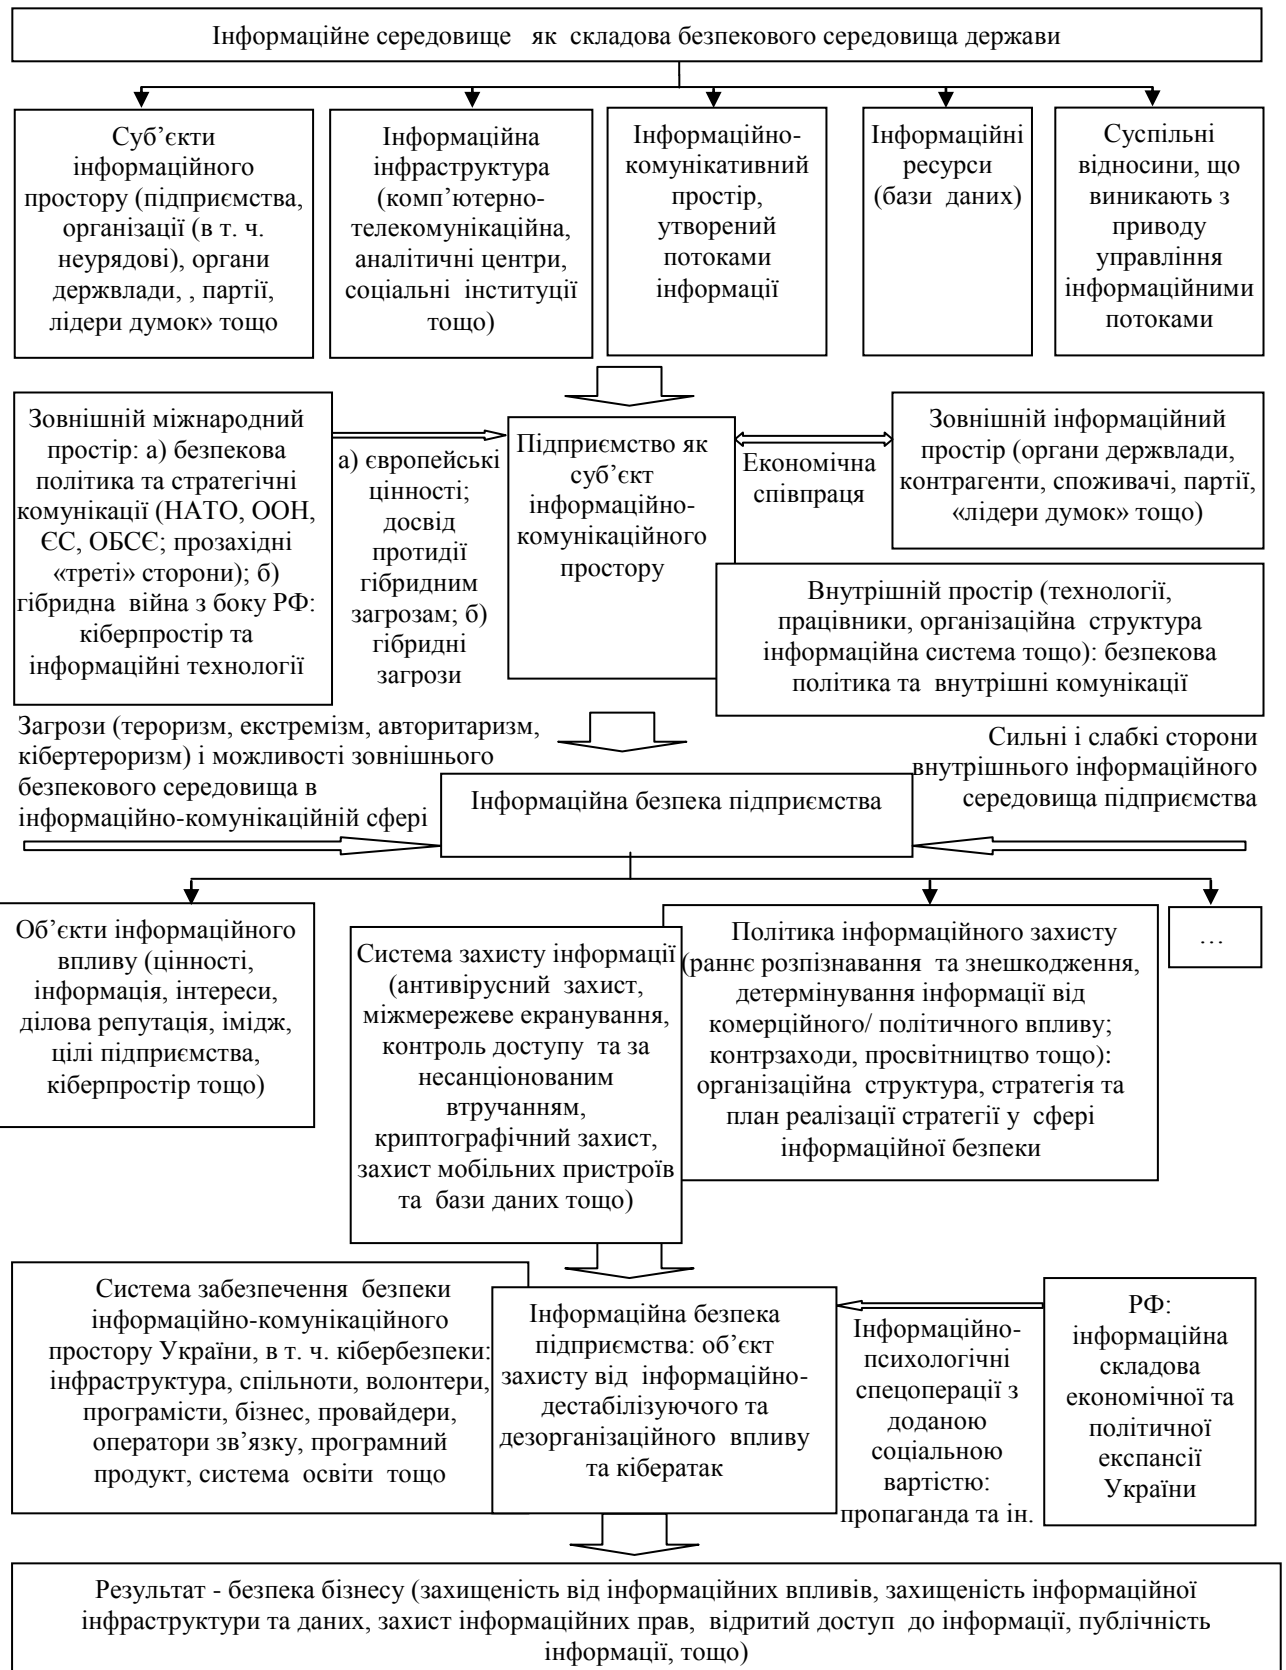 Інформаційне середовище як складова безпекового середовища держави
Суб’єкти
інформаційного
простору (підприємства,
організації (в т. ч.
неурядові), органи
держвлади, , партії,
лідери думок» тощо
Інформаційна
інфраструктура
(комп’ютерно-
телекомунікаційна,
аналітичні центри,
соціальні інституції
тощо)
Інформаційно-
комунікативний
простір,
утворений
потоками
інформації
Інформаційні
ресурси
(бази даних)
Суспільні
відносини, що
виникають з
приводу
управління
інформаційними
потоками
Зовнішній міжнародний
простір: а) безпекова
політика та стратегічні
комунікації (НАТО, ООН,
ЄС, ОБСЄ; прозахідні
«треті» сторони); б)
гібридна війна з боку РФ:
кіберпростір та
інформаційні технології
а) європейські
цінності;
досвід
протидії
гібридним
загрозам; б)
гібридні
загрози
Підприємство як
суб’єкт
інформаційно-
комунікаційного
простору
Економічна
співпраця
Зовнішній інформаційний
простір (органи держвлади,
контрагенти, споживачі, партії,
«лідери думок» тощо)
Внутрішній простір (технології,
працівники, організаційна структура
інформаційна система тощо): безпекова
політика та внутрішні комунікації
Загрози (тероризм, екстремізм, авторитаризм,
кібертероризм) і можливості зовнішнього
безпекового середовища в
інформаційно-комунікаційній сфері
Інформаційна безпека підприємства
Сильні і слабкі сторони
внутрішнього інформаційного
середовища підприємства
Об’єкти інформаційного
впливу (цінності,
інформація, інтереси,
ділова репутація, імідж,
цілі підприємства,
кіберпростір тощо)
Система захисту інформації
(антивірусний захист,
міжмережеве екранування,
контроль доступу та за
несанціонованим
втручанням,
криптографічний захист,
захист мобільних пристроїв
та бази даних тощо)
Політика інформаційного захисту
(раннє розпізнавання та знешкодження,
детермінування інформації від
комерційного/ політичного впливу;
контрзаходи, просвітництво тощо):
організаційна структура, стратегія та
план реалізації стратегії у сфері
інформаційної безпеки
…
Система забезпечення безпеки
інформаційно-комунікаційного
простору України, в т. ч. кібербезпеки:
інфраструктура, спільноти, волонтери,
програмісти, бізнес, провайдери,
оператори зв’язку, програмний
продукт, система освіти тощо
Інформаційна безпека
підприємства: об’єкт
захисту від інформаційно-
дестабілізуючого та
дезорганізаційного впливу
та кібератак
Інформаційно-
психологічні
спецоперації з
доданою
соціальною
вартістю:
пропаганда та ін.
РФ:
інформаційна
складова
економічної та
політичної
експансії
України
Результат - безпека бізнесу (захищеність від інформаційних впливів, захищеність інформаційної
інфраструктури та даних, захист інформаційних прав, відритий доступ до інформації, публічність
інформації, тощо)